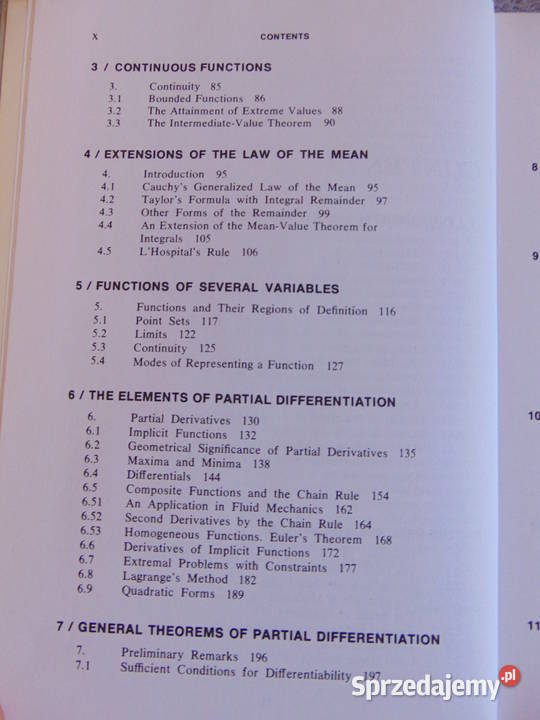 X CONTENTS
3 / CONTINUOUS FUNCTIONS
3. Continuity 85
3.1 Bounded Functions 86
3.2 The Attainment of Extreme Values 88
3.3 The Intermediate-Value Theorem 90
4 / EXTENSIONS OF THE LAW OF THE MEAN
4. Introduction 95
4.1 Cauchy's Generalized Law of the Mean 95
4.2 Taylor's Formula with Integral Remainder 97
4.3 Other Forms of the Remainder 99
4.4 An Extension of the Mean-Value Theorem for
Integrals 105
4.5 L'Hospital's Rule 106
5 / FUNCTIONS OF SEVERAL VARIABLES
5. Functions and Their Regions of Definition 116
5.1 Point Sets 117
5.2 Limits 122
5.3 Continuity 125
5.4 Modes of Representing a Function 127
6 / THE ELEMENTS OF PARTIAL DIFFERENTIATION
6. Partial Derivatives 130
6.1 Implicit Functions 132
6.2 Geometrical Significance of Partial Derivatives 135
6.3 Maxima and Minima 138
6.4 Differentials 144
6.5 Composite Functions and the Chain Rule 154
6.51 An Application in Fluid Mechanics 162
6.52 Second Derivatives by the Chain Rule 164
6.53 Homogeneous Functions. Euler's Theorem 168
6.6 Derivatives of Implicit Functions 172
6.7 Extremal Problems with Constraints 177
6.8 Lagrange's Method 182
6.9 Quadratic Forms 189
7 / GENERAL THEOREMS OF PARTIAL DIFFERENTIATION
7. Preliminary Remarks 196
7.1 Sufficient Conditions for Differentiability 197
8
9
10
11
Sprzedajemy.pl